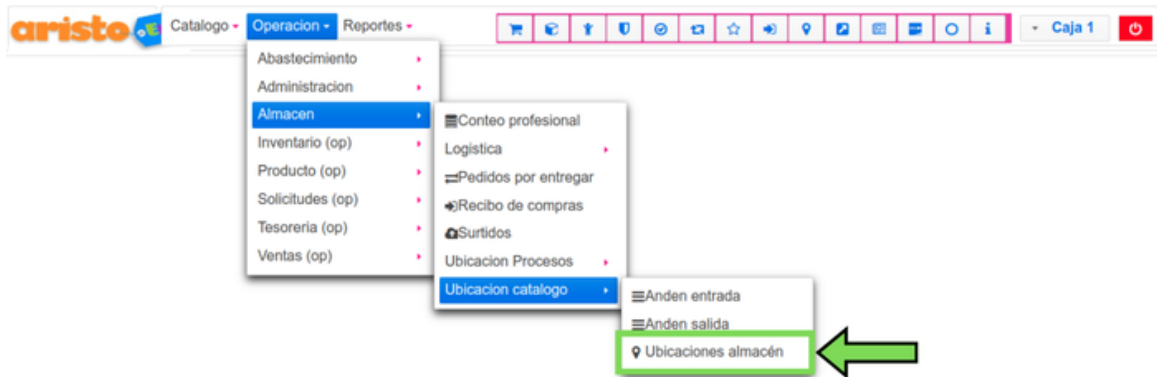 aristo
Catalogo
Operacion
Reportes
Caja 1
Abastecimiento
Administracion
Almacen
Inventario (op)
Producto (op)
Solicitudes (op)
Tesoreria (op)
Ventas (op)
Conteo profesional
Logistica
Pedidos por entregar
Recibo de compras
Surtidos
Ubicacion Procesos
Ubicacion catalogo
Anden entrada
Anden salida
Ubicaciones almacén